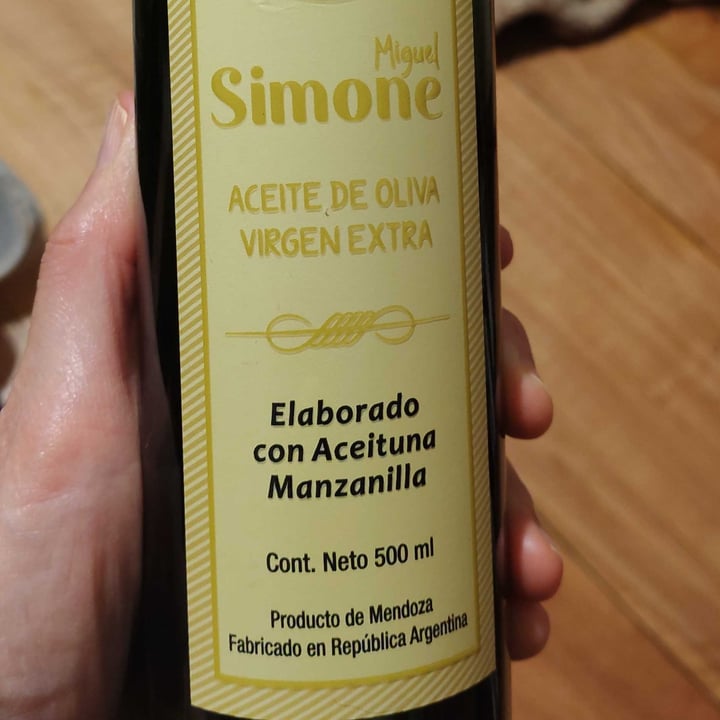 Miguel
Simone
ACEITE DE OLIVA
VIRGEN EXTRA
Elaborado
con Aceituna
Manzanilla
Cont. Neto 500 ml
Producto de Mendoza
Fabricado en República Argentina